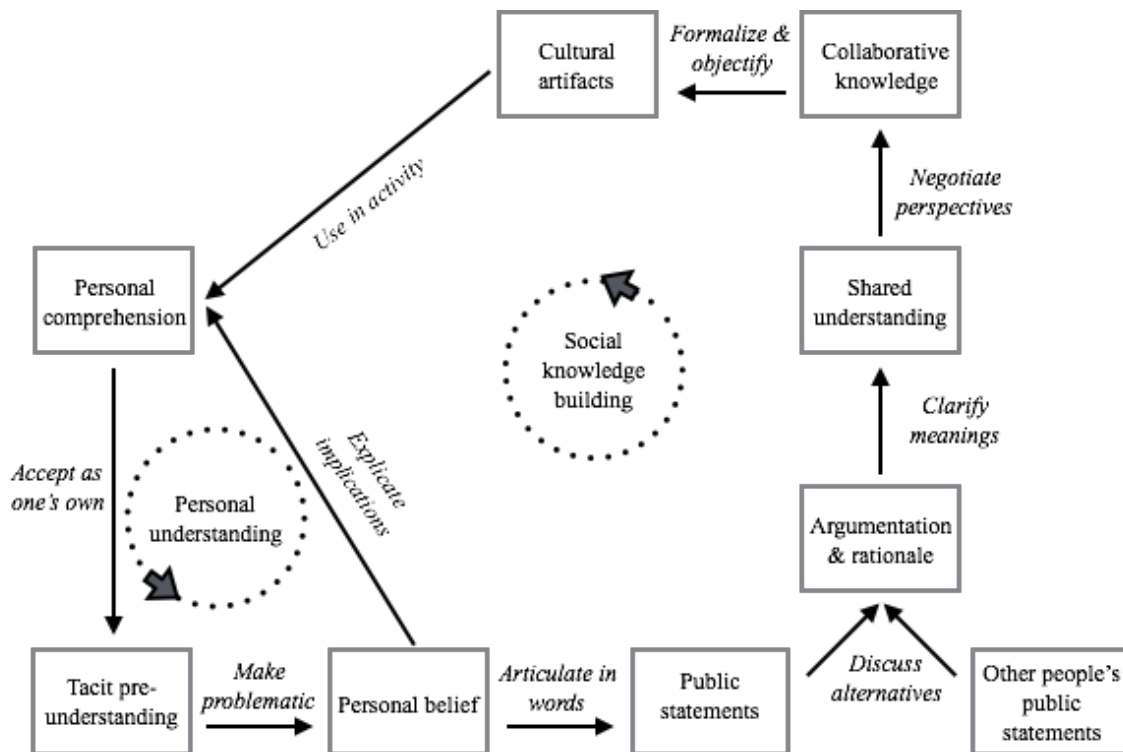 Cultural
artifacts
Formalize &
objectify
Collaborative
knowledge
Use in activity
Negotiate
perspectives
Personal
comprehension
Social
knowledge
building
Shared
understanding
Explicate
implications
Clarify
meanings
Accept as
one's own
Personal
understanding
Argumentation
& rationale
Tacit pre-
understanding
Make
problematic
Personal belief
Articulate in
words
Public
statements
Discuss
alternatives
Other people's
public
statements